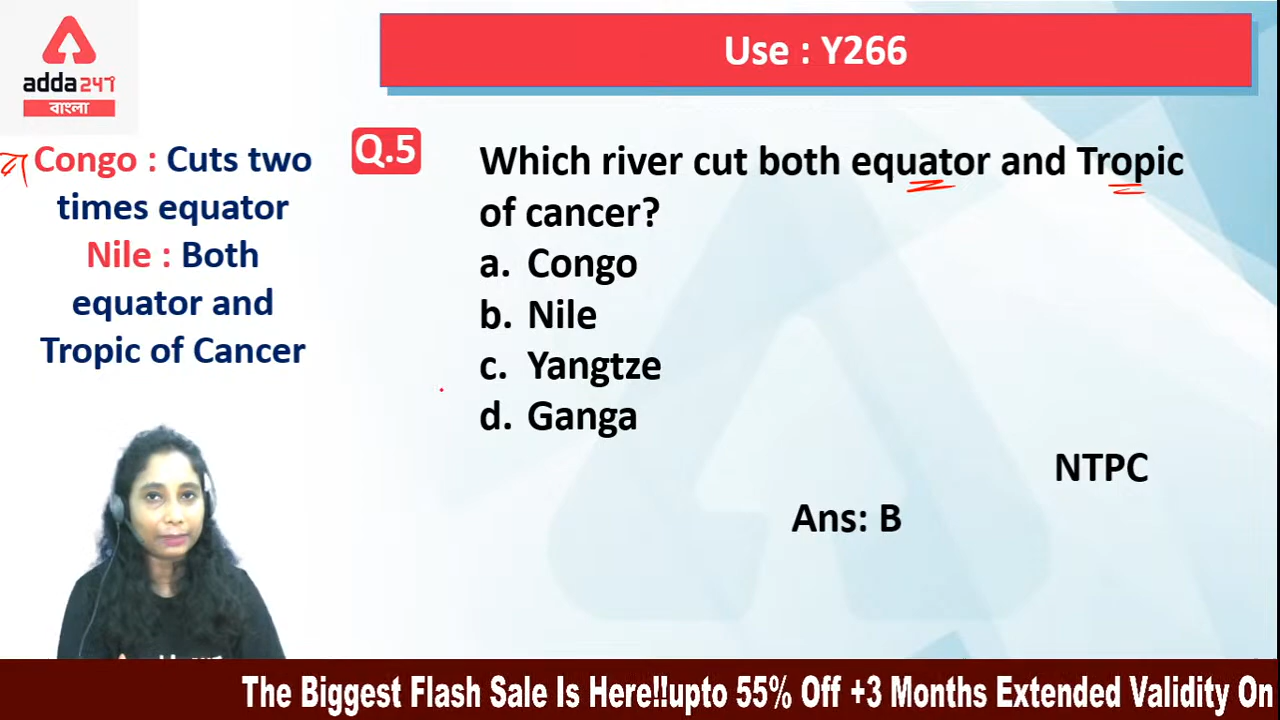 adda247
বাংলা
Use : Y266
Congo : Cuts two
times equator
Nile : Both
equator and
Tropic of Cancer
Q.5
Which river cut both equator and Tropic
of cancer?
a. Congo
b. Nile
c. Yangtze
d. Ganga
NTPC
Ans: B
The Biggest Flash Sale Is Here!!upto 55% Off +3 Months Extended Validity On